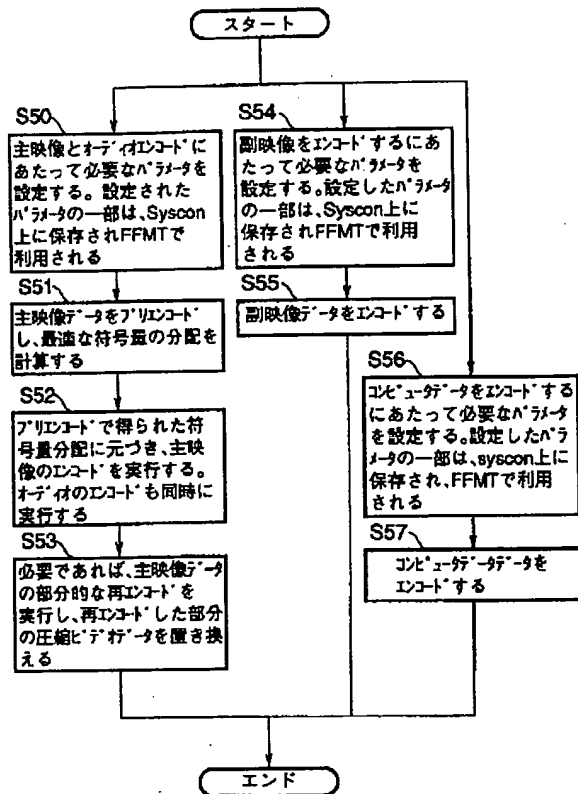 スタート
S50
主映像とオーディオエンコードに
あたって必要なパラメータを
設定する。設定された
パラメータの一部は、Syscon
上に保存されFFMTで
利用される
S51
主映像データをプリエンコード
し、最速な符号量の分配を
計算する
S52
プリエンコードで得られた符
号量分配に元づき、主映
像のエンコードを実行する。
オーディオのエンコードも同時に
実行する
S53
必要であれば、主映像データ
の部分的な再エンコードを
実行し、再エンコードした部分
の圧縮ビデオデータを置き換
える
S54
副映像をエンコードするにあ
たって必要なパラメータを
設定する。設定したパラメータ
の一部は、Syscon上に
保存されFFMTで利用
される
S55
副映像データをエンコードする
S56
コンピュータデータをエンコードする
にあたって必要なパラメータ
を設定する。設定したパラ
メータの一部は、syscon上に
保存され、FFMTで利用
される
S57
コンピュータデータデータを
エンコードする
エンド